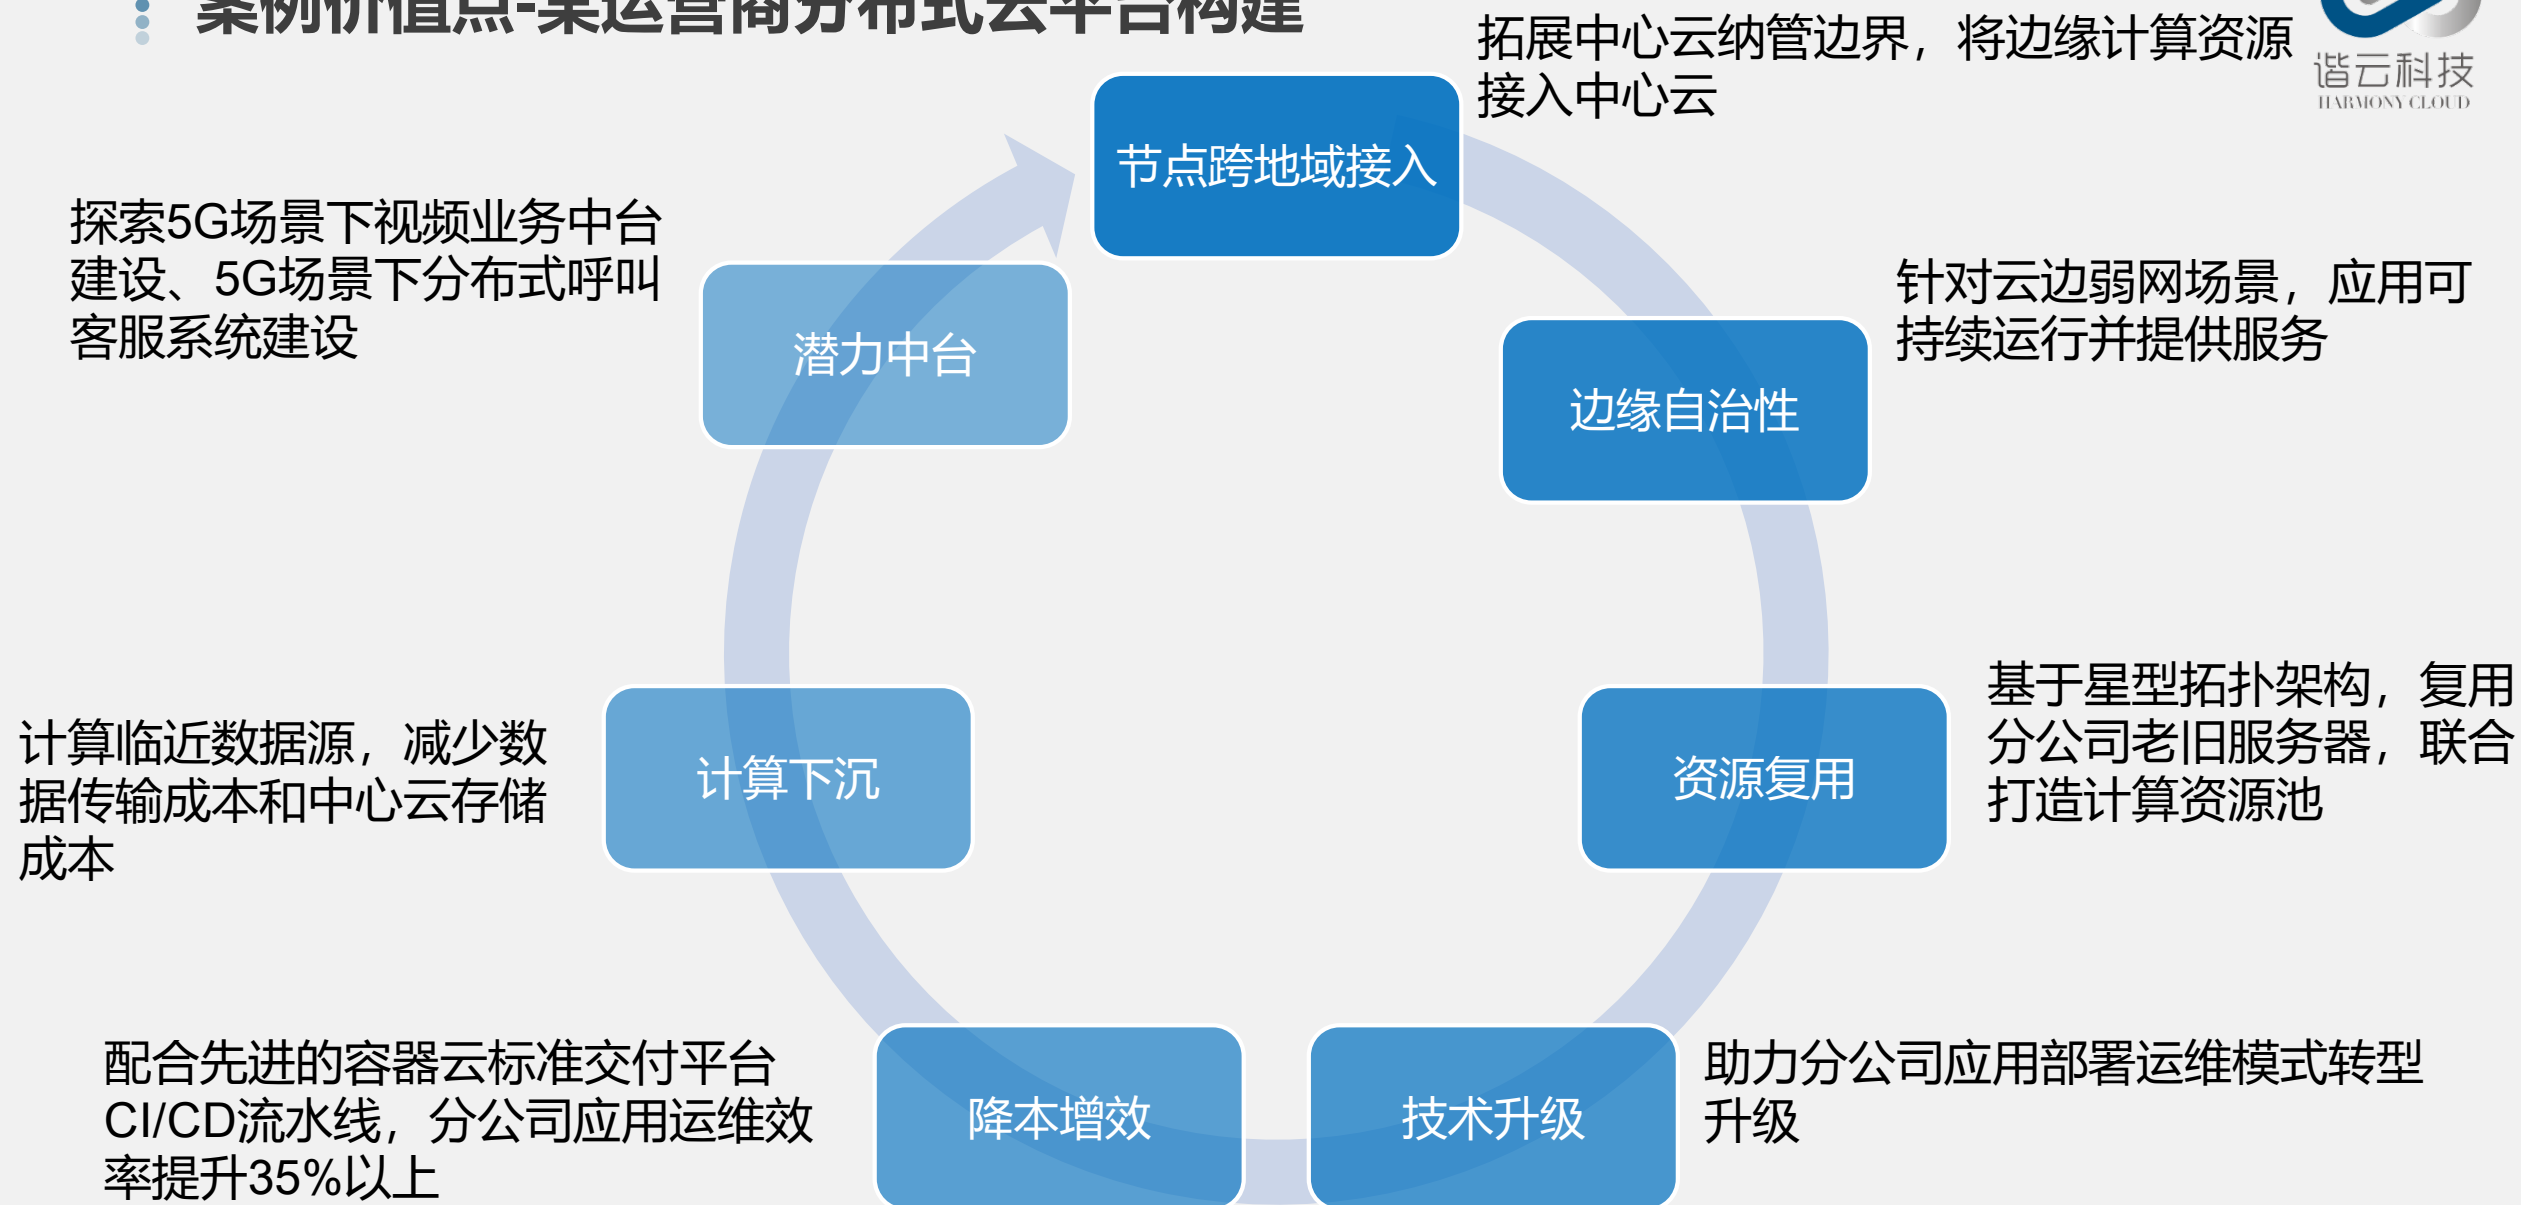 案例价值点-某运营商分布式云平台构建
谐云科技
HARMONY CLOUD
拓展中心云纳管边界，将边缘计算资源
接入中心云
节点跨地域接入
针对云边弱网场景，应用可
持续运行并提供服务
边缘自治性
基于星型拓扑架构，复用
分公司老旧服务器，联合
打造计算资源池
资源复用
助力分公司应用部署运维模式转型
升级
技术升级
配合先进的容器云标准交付平台
CI/CD流水线，分公司应用运维效
率提升35%以上
降本增效
计算临近数据源，减少数
据传输成本和中心云存储
成本
计算下沉
探索5G场景下视频业务中台
建设、5G场景下分布式呼叫
客服系统建设
潜力中台